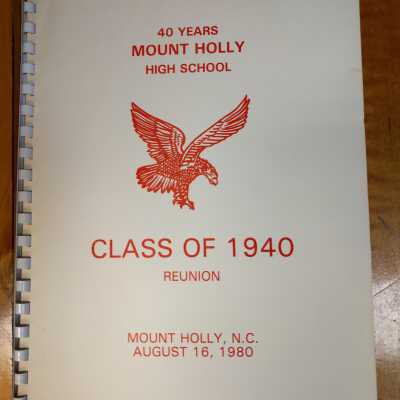 40 YEARS
MOUNT HOLLY
HIGH SCHOOL
CLASS OF 1940
REUNION
MOUNT HOLLY, N.C.
AUGUST 16, 1980